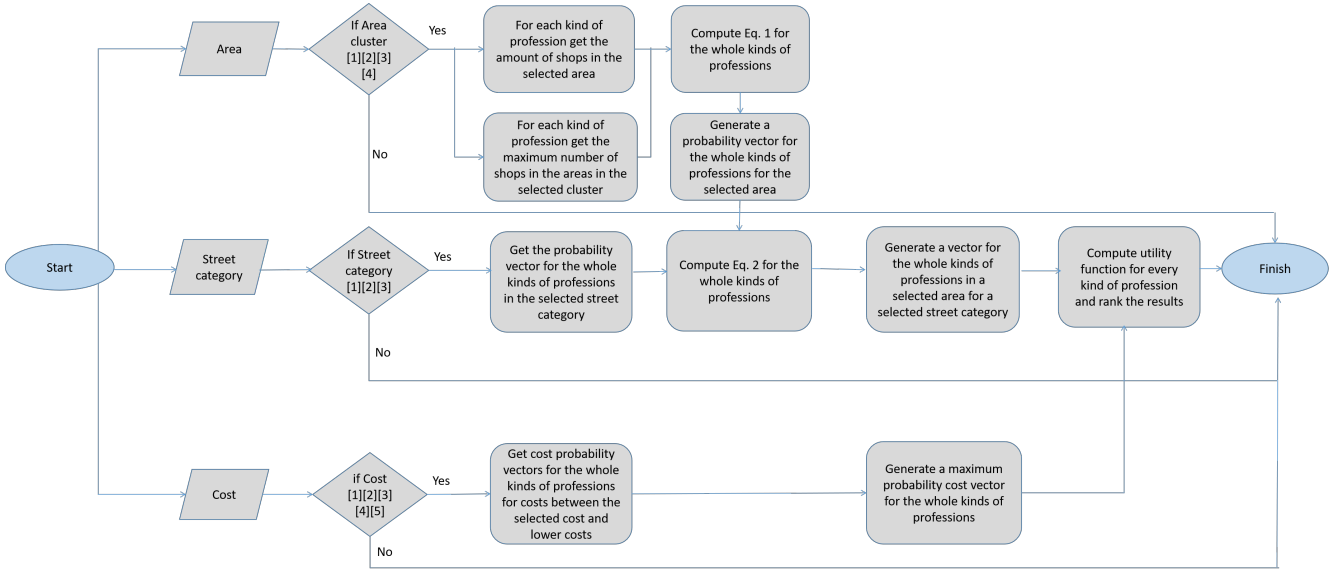 Start
Area
If Area
cluster
[1][2][3]
[4]
Yes
No
For each kind of
profession get the
amount of shops in the
selected area
For each kind of
profession get the
maximum number of
shops in the areas in the
selected cluster
Compute Eq. 1 for
the whole kinds of
professions
Generate a
probability vector for
the whole kinds of
professions for the
selected area
Street
category
If Street
category
[1][2][3]
Yes
No
Get the probability
vector for the whole
kinds of professions
in the selected street
category
Compute Eq. 2 for the
whole kinds of
professions
Generate a vector for
the whole kinds of
professions in a
selected area for a
selected street category
Compute utility
function for every
kind of profession
and rank the results
Finish
Cost
if Cost
[1][2][3]
[4][5]
Yes
No
Get cost probability
vectors for the whole
kinds of professions
for costs between the
selected cost and
lower costs
Generate a maximum
probability cost vector
for the whole kinds of
professions